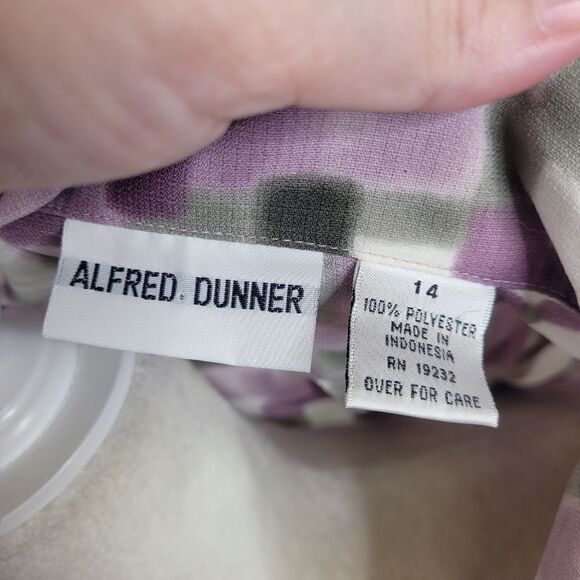 ALFRED. DUNNER
14
100% POLYESTER
MADE IN
INDONESIA
RN 19232
OVER FOR CARE